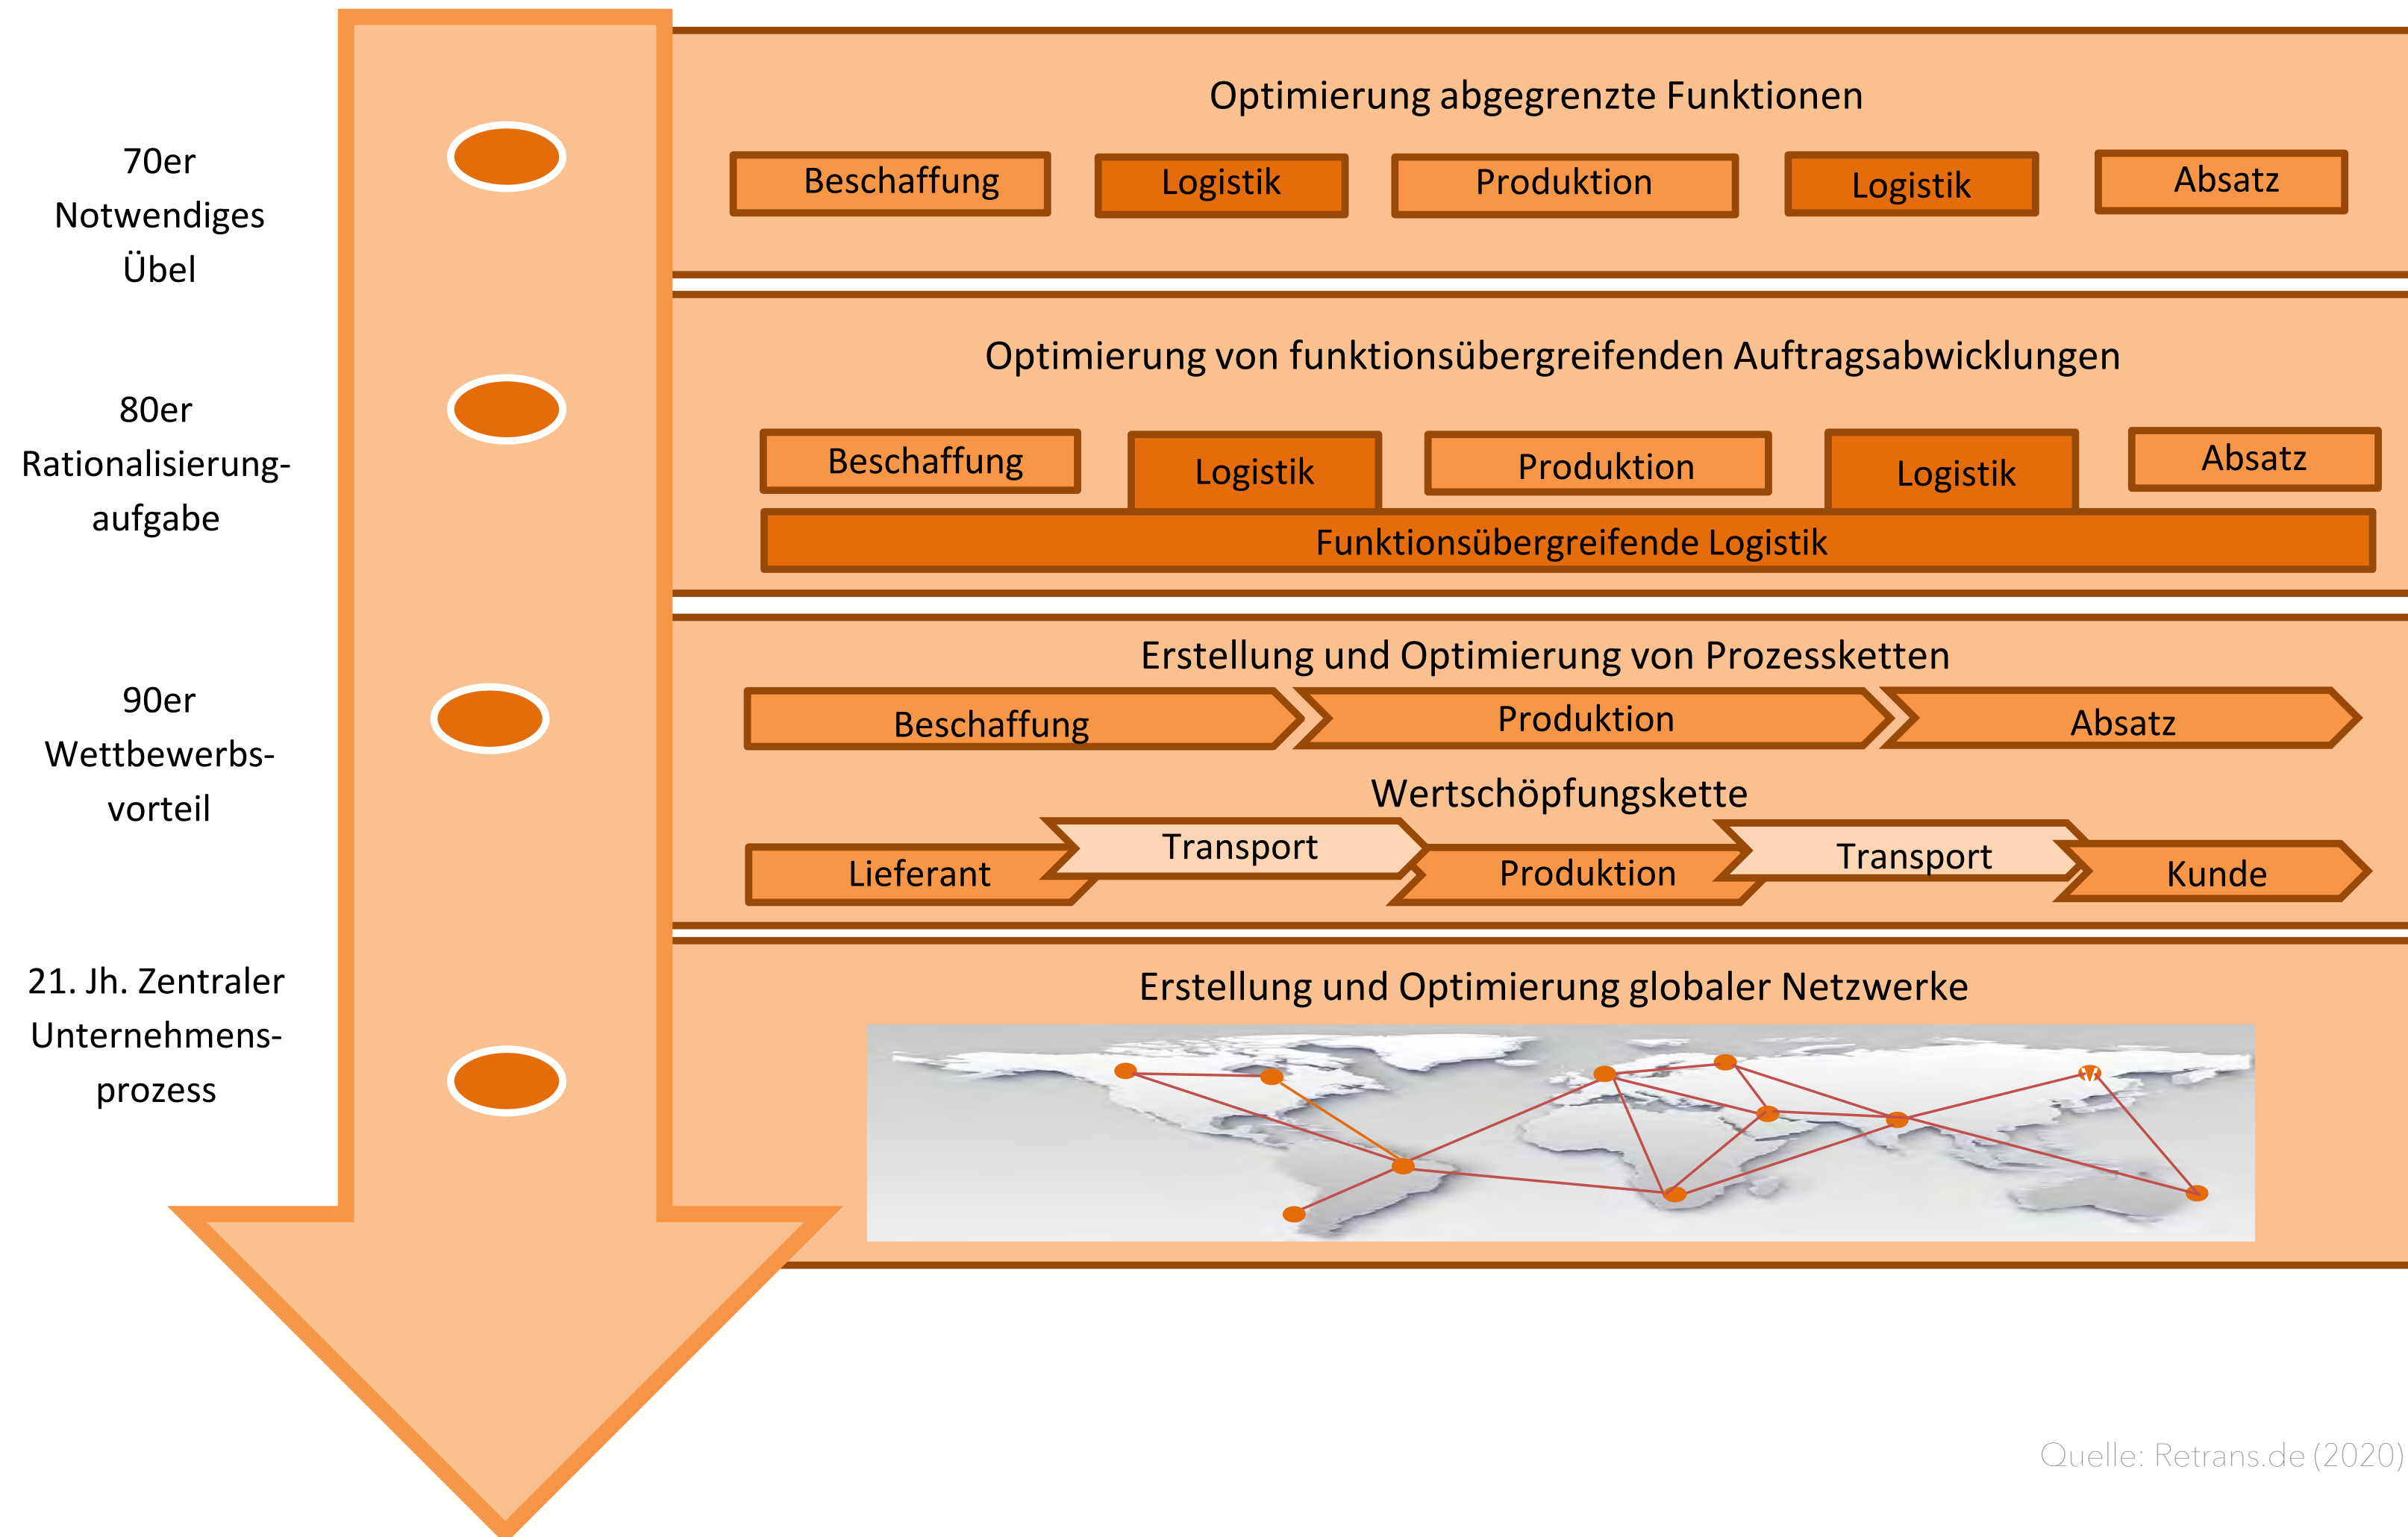 70er
Notwendiges
Übel
Optimierung abgegrenzte Funktionen
Beschaffung
Logistik
Produktion
Logistik
Absatz
80er
Rationalisierung-
aufgabe
Optimierung von funktionsübergreifenden Auftragsabwicklungen
Beschaffung
Logistik
Produktion
Logistik
Absatz
Funktionsübergreifende Logistik
90er
Wettbewerbs-
vorteil
Erstellung und Optimierung von Prozessketten
Beschaffung
Produktion
Absatz
Wertschöpfungskette
Lieferant
Transport
Produktion
Transport
Kunde
21. Jh. Zentraler
Unternehmens-
prozess
Erstellung und Optimierung globaler Netzwerke
Quelle: Retrans.de (2020)